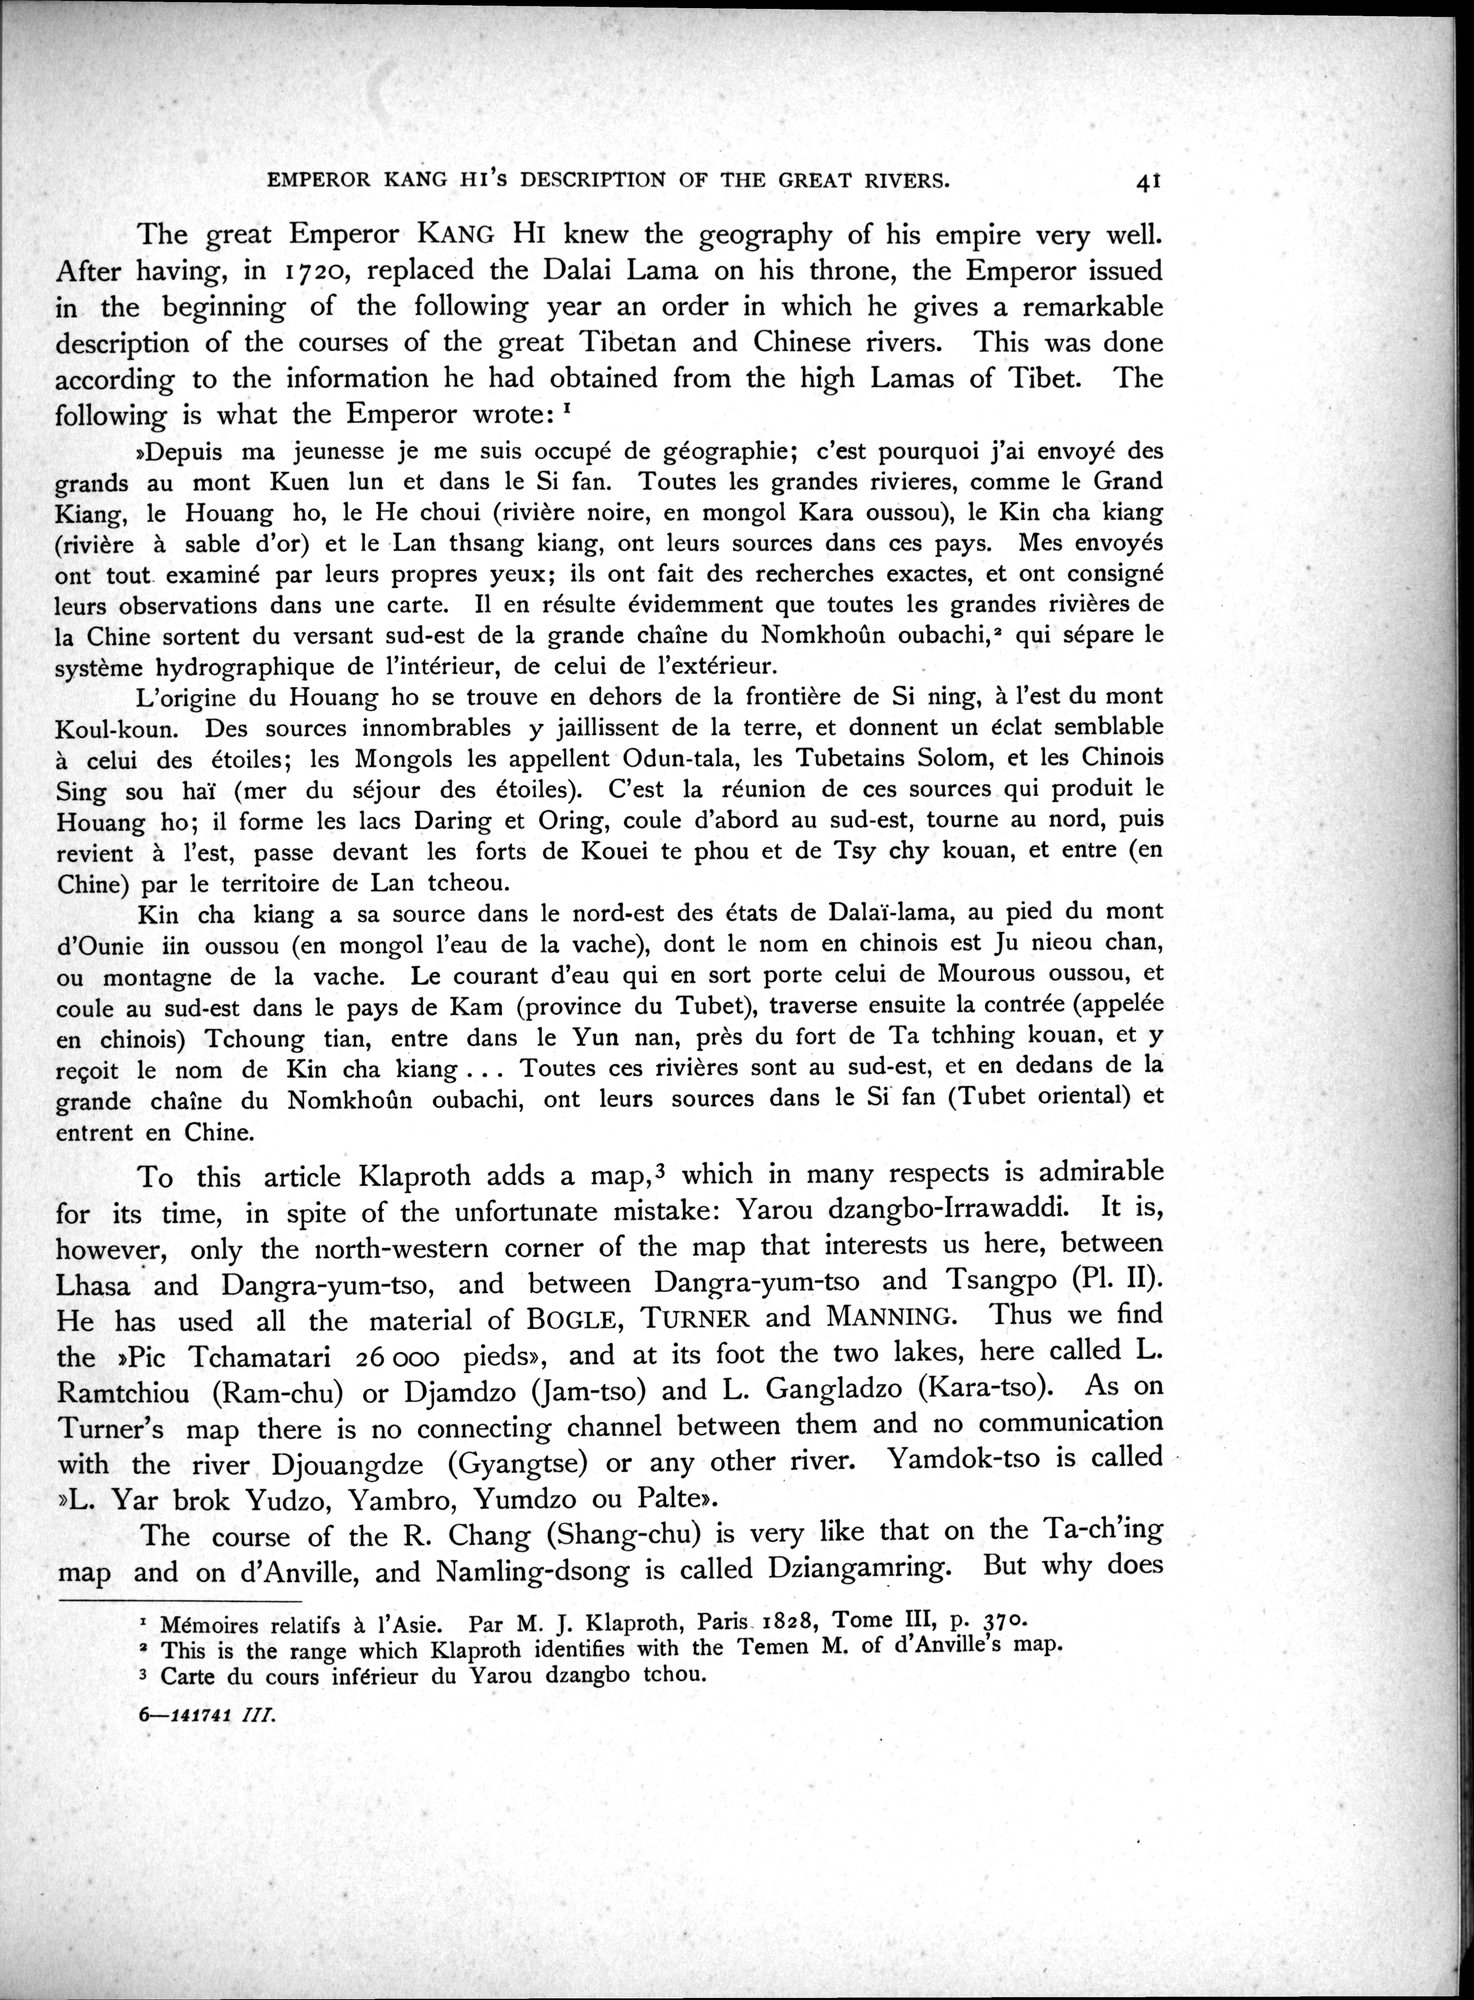 EMPEROR KANG HI'S DESCRIPTION OF THE GREAT RIVERS. 41
The great Emperor KANG HI knew the geography of his empire very well.
After having, in 1720, replaced the Dalai Lama on his throne, the Emperor issued
in the beginning of the following year an order in which he gives a remarkable
description of the courses of the great Tibetan and Chinese rivers. This was done
according to the information he had obtained from the high Lamas of Tibet. The
following is what the Emperor wrote: ¹
»Depuis ma jeunesse je me suis occupé de géographie; c'est pourquoi j'ai envoyé des
grands au mont Kuen lun et dans le Si fan. Toutes les grandes rivieres, comme le Grand
Kiang, le Houang ho, le He choui (rivière noire, en mongol Kara oussou), le Kin cha kiang
(rivière à sable d'or) et le Lan thsang kiang, ont leurs sources dans ces pays. Mes envoyés
ont tout examiné par leurs propres yeux; ils ont fait des recherches exactes, et ont consigné
leurs observations dans une carte. Il en résulte évidemment que toutes les grandes rivières de
la Chine sortent du versant sud-est de la grande chaîne du Nomkhoûn oubachi,² qui sépare le
système hydrographique de l'intérieur, de celui de l'extérieur.
L'origine du Houang ho se trouve en dehors de la frontière de Si ning, à l'est du mont
Koul-koun. Des sources innombrables y jaillissent de la terre, et donnent un éclat semblable
à celui des étoiles; les Mongols les appellent Odun-tala, les Tubetains Solom, et les Chinois
Sing sou haï (mer du séjour des étoiles). C'est la réunion de ces sources qui produit le
Houang ho; il forme les lacs Daring et Oring, coule d'abord au sud-est, tourne au nord, puis
revient à l'est, passe devant les forts de Kouei te phou et de Tsy chy kouan, et entre (en
Chine) par le territoire de Lan tcheou.
Kin cha kiang a sa source dans le nord-est des états de Dalaï-lama, au pied du mont
d'Ounie iin oussou (en mongol l'eau de la vache), dont le nom en chinois est Ju nieou chan,
ou montagne de la vache. Le courant d'eau qui en sort porte celui de Mourous oussou, et
coule au sud-est dans le pays de Kam (province du Tubet), traverse ensuite la contrée (appelée
en chinois) Tchoung tian, entre dans le Yun nan, près du fort de Ta tchhing kouan, et y
reçoit le nom de Kin cha kiang . . . Toutes ces rivières sont au sud-est, et en dedans de la
grande chaîne du Nomkhoûn oubachi, ont leurs sources dans le Si fan (Tubet oriental) et
entrent en Chine.
To this article Klaproth adds a map,³ which in many respects is admirable
for its time, in spite of the unfortunate mistake: Yarou dzangbo-Irrawaddi. It is,
however, only the north-western corner of the map that interests us here, between
Lhasa and Dangra-yum-tso, and between Dangra-yum-tso and Tsangpo (Pl. II).
He has used all the material of BOGLE, TURNER and MANNING. Thus we find
the »Pic Tchamatari 26 000 pieds», and at its foot the two lakes, here called L.
Ramtchiou (Ram-chu) or Djamdzo (Jam-tso) and L. Gangladzo (Kara-tso). As on
Turner's map there is no connecting channel between them and no communication
with the river Djouangdze (Gyangtse) or any other river. Yamdok-tso is called
»L. Yar brok Yudzo, Yambro, Yumdzo ou Palte».
The course of the R. Chang (Shang-chu) is very like that on the Ta-ch'ing
map and on d'Anville, and Namling-dsong is called Dziangamring. But why does
¹ Mémoires relatifs à l'Asie. Par M. J. Klaproth, Paris 1828, Tome III, p. 370.
² This is the range which Klaproth identifies with the Temen M. of d'Anville's map.
³ Carte du cours inférieur du Yarou dzangbo tchou.
6—141741 III.